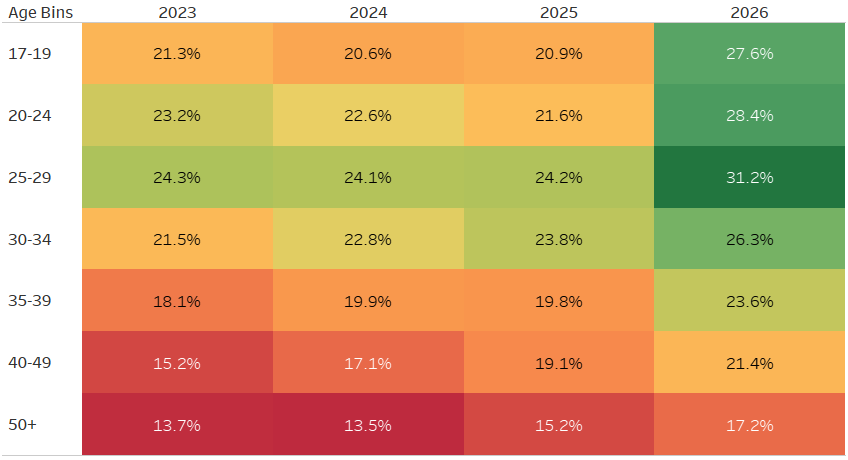 Age Bins 2023 2024 2025 2026
17-19 21.3% 20.6% 20.9% 27.6%
20-24 23.2% 22.6% 21.6% 28.4%
25-29 24.3% 24.1% 24.2% 31.2%
30-34 21.5% 22.8% 23.8% 26.3%
35-39 18.1% 19.9% 19.8% 23.6%
40-49 15.2% 17.1% 19.1% 21.4%
50+ 13.7% 13.5% 15.2% 17.2%